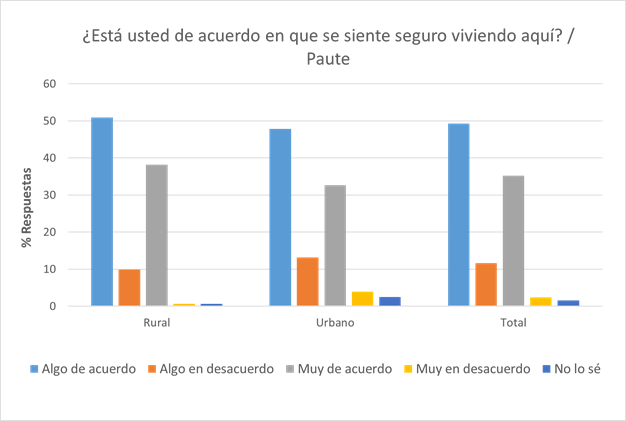 ¿Está usted de acuerdo en que se siente seguro viviendo aquí? /
Paute
60
50
40
30
20
10
0
% Respuestas
Rural
Urbano
Total
Algo de acuerdo
Algo en desacuerdo
Muy de acuerdo
Muy en desacuerdo
No lo sé